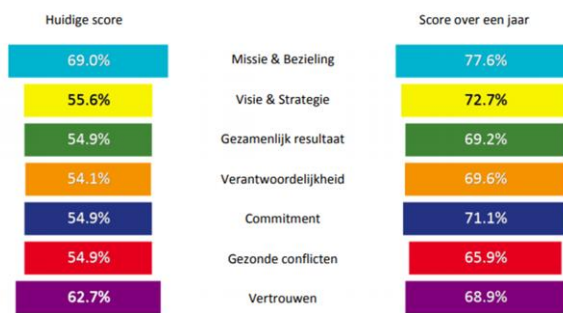 Huidige score Score over een jaar
69.0% Missie & Bezieling 77.6%
55.6% Visie & Strategie 72.7%
54.9% Gezamenlijk resultaat 69.2%
54.1% Verantwoordelijkheid 69.6%
54.9% Commitment 71.1%
54.9% Gezonde conflicten 65.9%
62.7% Vertrouwen 68.9%